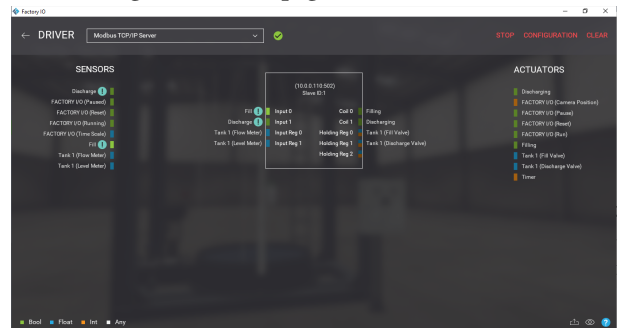 Factory IO
DRIVER Modbus TCP/IP Server STOP CONFIGURATION CLEAR
SENSORS
Discharge
FACTORY I/O (Paused)
FACTORY I/O (Reset)
FACTORY I/O (Running)
FACTORY I/O (Time Scale)
Fill
Tank 1 (Flow Meter)
Tank 1 (Level Meter)
(10.0.0.110:502)
Slave ID:1
Fill Input 0 Coil 0 Filling
Discharge Input 1 Coil 1 Discharging
Tank 1 (Flow Meter) Input Reg 0 Holding Reg 0 Tank 1 (Fill Valve)
Tank 1 (Level Meter) Input Reg 1 Holding Reg 1 Tank 1 (Discharge Valve)
Holding Reg 2
ACTUATORS
Discharging
FACTORY I/O (Camera Position)
FACTORY I/O (Pause)
FACTORY I/O (Reset)
FACTORY I/O (Run)
Filling
Tank 1 (Fill Valve)
Tank 1 (Discharge Valve)
Timer
Bool Float Int Any